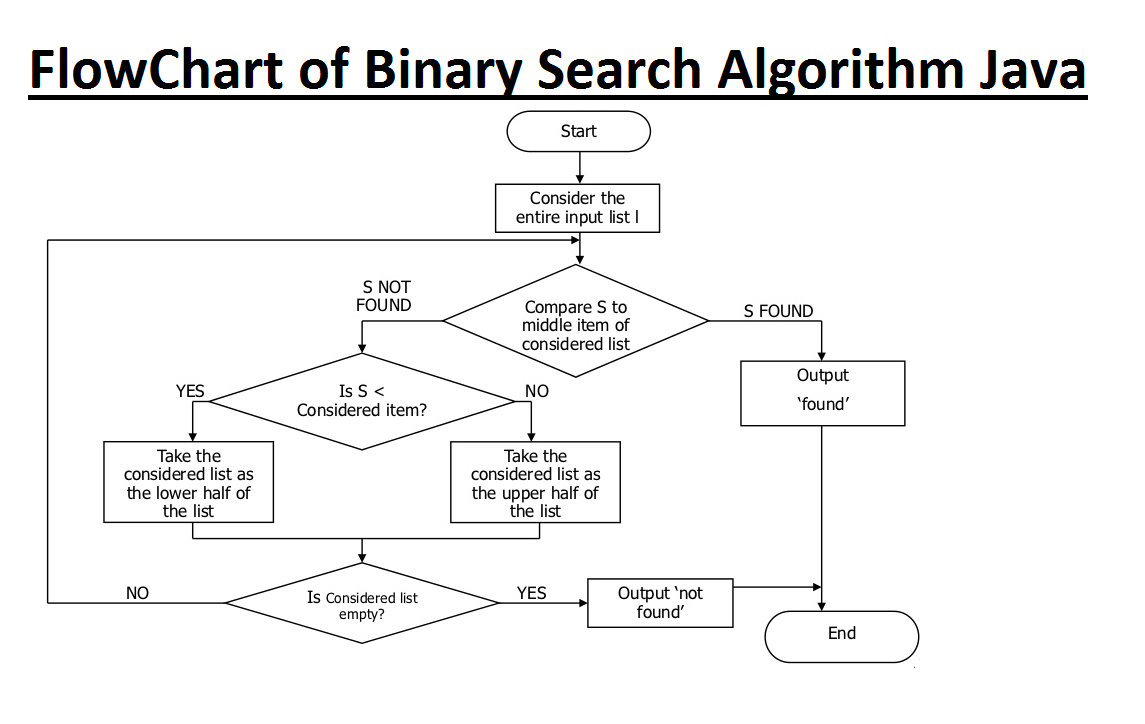 FlowChart of Binary Search Algorithm Java
Start
Consider the
entire input list l
S NOT
FOUND
Compare S to
middle item of
considered list
S FOUND
Output
‘found’
YES
Is S <
Considered item?
NO
Take the
considered list as
the lower half of
the list
Take the
considered list as
the upper half of
the list
NO
Is Considered list
empty?
YES
Output ‘not
found’
End